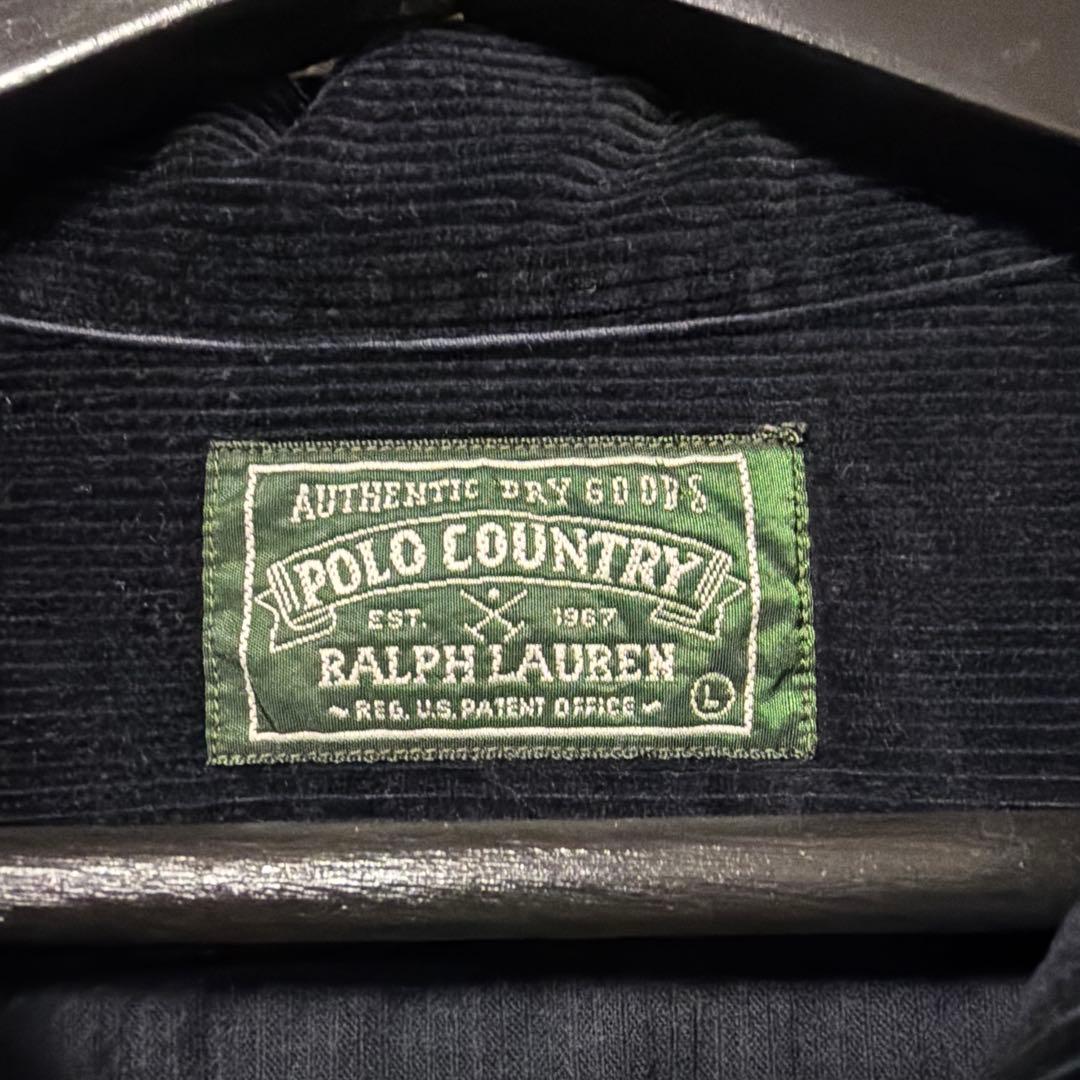 AUTHENTIC DRY GOODS
POLO COUNTRY
EST. 1967
RALPH LAUREN
~REG. U.S. PATENT OFFICE~
L